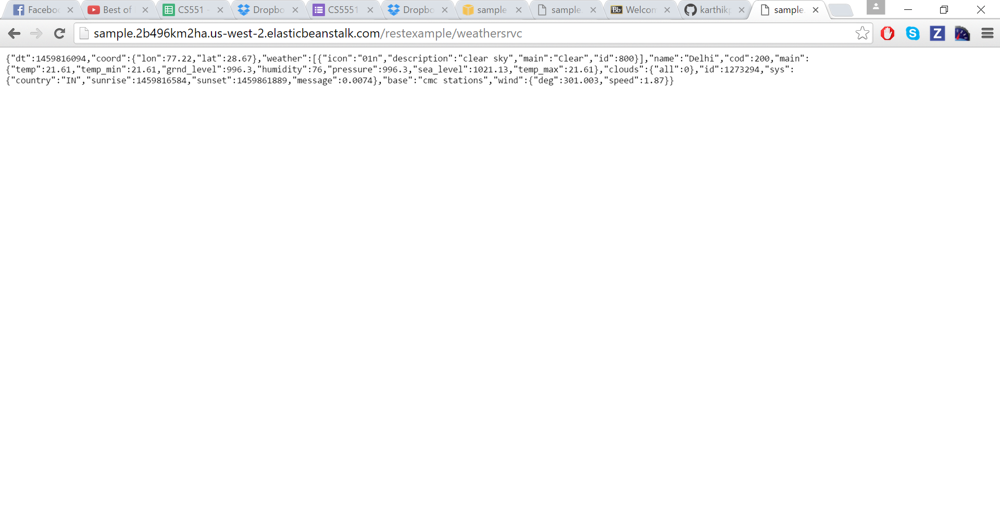 Facebo Best of CS551 - Dropbo CS5551 Dropbo sample sample. Bb Welcon karthikp sample.
sample.2b496km2ha.us-west-2.elasticbeanstalk.com/restexample/weathersrvc S Z
{"dt":1459816094,"coord":{"lon":77.22,"lat":28.67},"weather":[{"icon":"01n","description":"clear sky","main":"Clear","id":800}],"name":"Delhi","cod":200,"main":
{"temp":21.61,"temp_min":21.61,"grnd_level":996.3,"humidity":76,"pressure":996.3,"sea_level":1021.13,"temp_max":21.61},"clouds":{"all":0},"id":1273294,"sys":
{"country":"IN","sunrise":1459816584,"sunset":1459861889,"message":0.0074},"base":"cmc stations","wind":{"deg":301.003,"speed":1.87}}